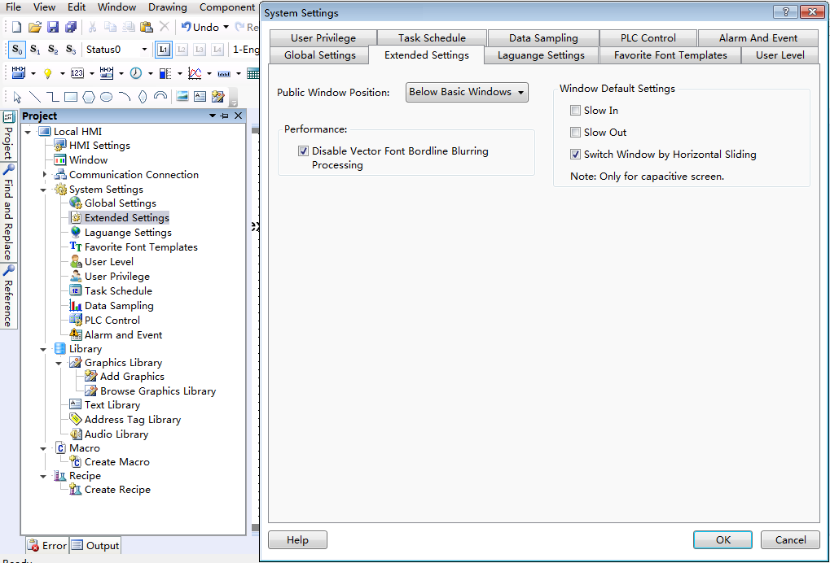 File View Edit Window Drawing Component
Undo Re
S0 S1 S2 S3 Status0 L1 L2 L3 L4 1-Eng
Project
Project
Find and Replace
Reference
Local HMI
HMI Settings
Window
Communication Connection
System Settings
Global Settings
Extended Settings
Laguange Settings
Favorite Font Templates
User Level
User Privilege
Task Schedule
Data Sampling
PLC Control
Alarm and Event
Library
Graphics Library
Add Graphics
Browse Graphics Library
Text Library
Address Tag Library
Audio Library
Macro
Create Macro
Recipe
Create Recipe
Error Output
System Settings
User Privilege Task Schedule Data Sampling PLC Control Alarm And Event
Global Settings Extended Settings Laguange Settings Favorite Font Templates User Level
Public Window Position: Below Basic Windows
Performance:
Disable Vector Font Bordline Blurring
Processing
Window Default Settings
Slow In
Slow Out
Switch Window by Horizontal Sliding
Note: Only for capacitive screen.
Help OK Cancel